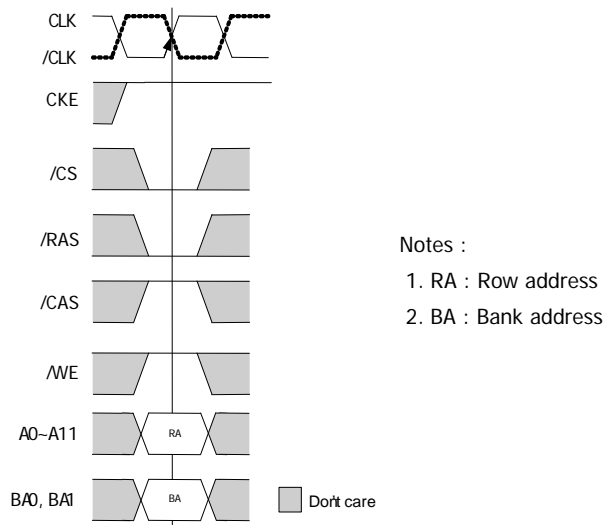 CLK
/CLK
CKE
/CS
/RAS
/CAS
/WE
A0~A11
RA
BA0, BA1
BA
Don't care
Notes :
1. RA : Row address
2. BA : Bank address